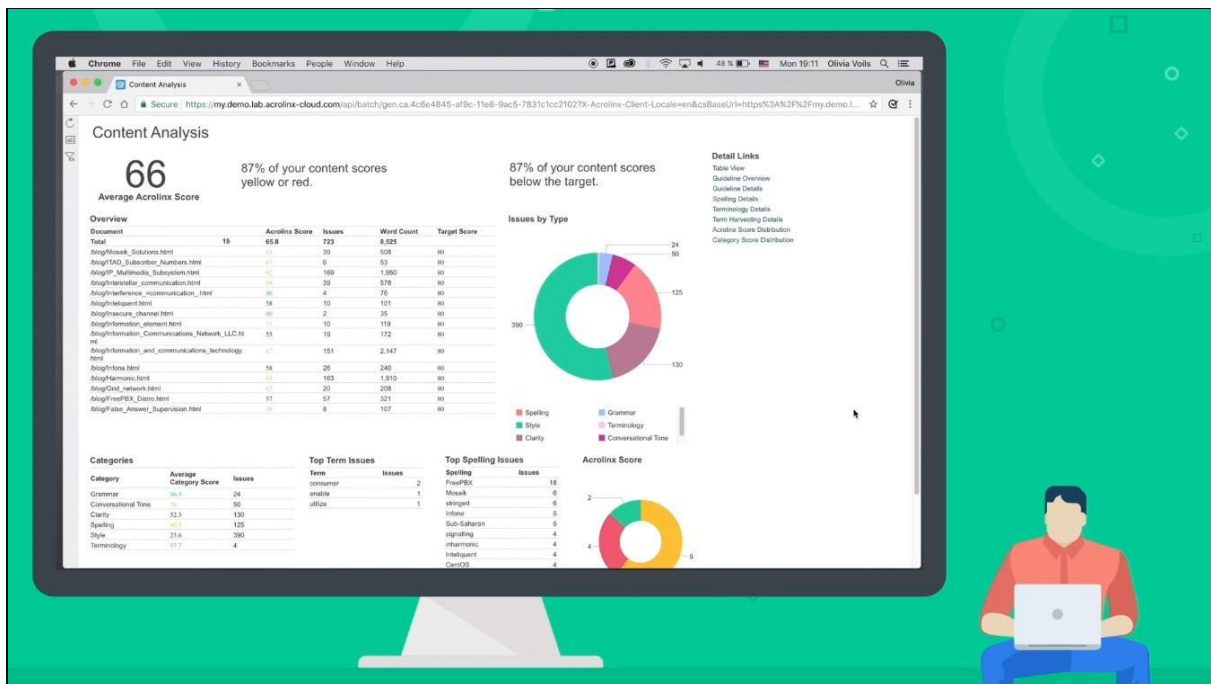 Chrome File Edit View History Bookmarks People Window Help 48 % Mon 19:11 Olivia Voils
Content Analysis Olivia
Secure https://my.demo.lab.acrolinx-cloud.com/api/batch/gen.ca.4c6e4845-af9c-11e8-9ac5-7831c1cc2102?X-Acrolinx-Client-Locale=en&csBaseUrl=https%3A%2F%2Fmy.demo.l...
Content Analysis
66
Average Acrolinx Score
87% of your content scores
yellow or red.
87% of your content scores
below the target.
Detail Links
Table View
Guideline Overview
Guideline Details
Spelling Details
Terminology Details
Term Harvesting Details
Acrolinx Score Distribution
Category Score Distribution
Overview
Document Acrolinx Score Issues Word Count Target Score
Total 15 65.8 723 8,525
/blog/Mosaik_Solutions.html 39 508 80
/blog/ITAD_Subscriber_Numbers.html 6 53 80
/blog/IP_Multimedia_Subsystem.html 169 1,950 80
/blog/Interstellar_communication.html 39 578 80
/blog/Interference_=communication_.html 80 4 76 80
/blog/Inteliquent.html 58 10 101 80
/blog/Insecure_channel.html 80 2 35 80
/blog/Information_element.html 10 119 80
/blog/Information_Communications_Network_LLC.ht
ml 55 19 172 80
/blog/Information_and_communications_technology.
html 151 2,147 80
/blog/Infone.html 58 26 240 80
/blog/Harmonic.html 163 1,910 80
/blog/Grid_network.html 20 208 80
/blog/FreePBX_Distro.html 57 57 321 80
/blog/False_Answer_Supervision.html 8 107 80
Issues by Type
24
50
125
390
130
Spelling Grammar
Style Terminology
Clarity Conversational Tone
Categories
Category Average
Category Score Issues
Grammar 24
Conversational Tone 50
Clarity 52.3 130
Spelling 125
Style 23.6 390
Terminology 4
Top Term Issues
Term Issues
consumer 2
enable 1
utilize 1
Top Spelling Issues
Spelling Issues
FreePBX 18
Mosaik 6
stringed 6
Infone 5
Sub-Saharan 5
signaling 4
inharmonic 4
Inteliquent 4
CentOS 4
Acrolinx Score
2
4
9